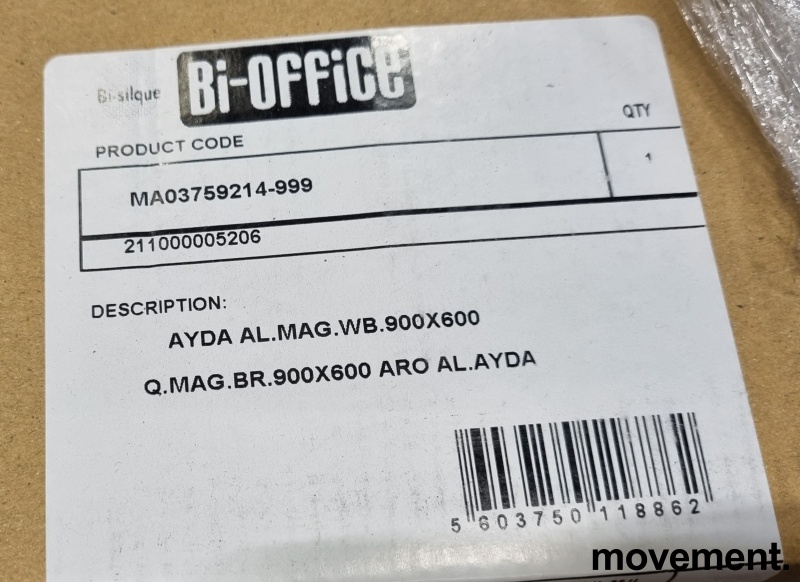 Bi-silque Bi-OFFiCE
QTY
PRODUCT CODE
MA03759214-999
1
211000005206
DESCRIPTION:
AYDA AL.MAG.WB.900X600
Q.MAG.BR.900X600 ARO AL.AYDA
5 603750 118862
movement.